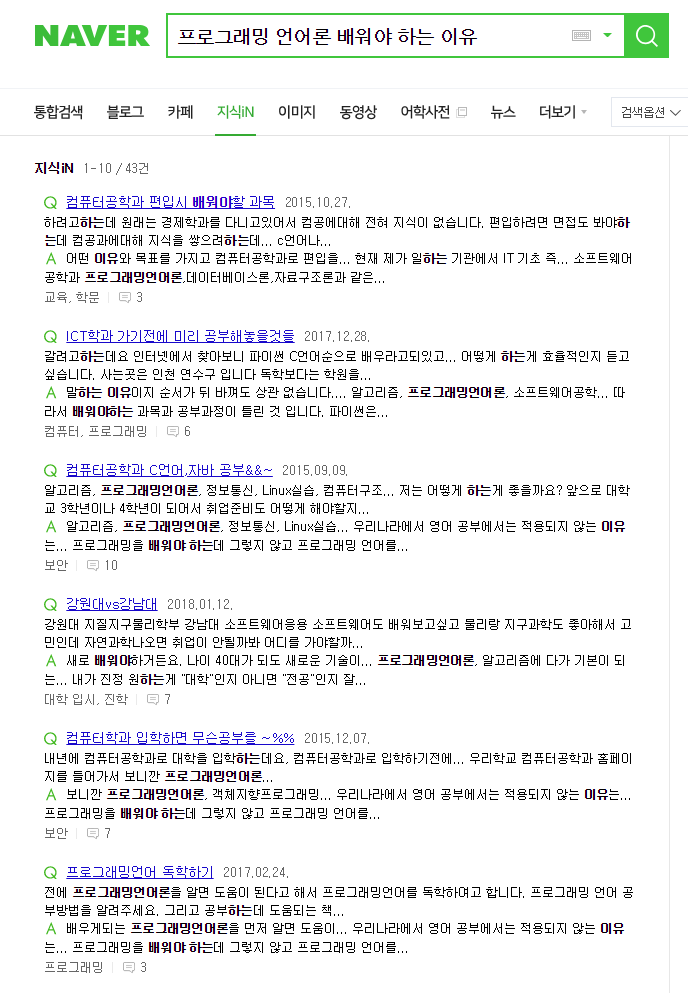 NAVER
프로그래밍 언어론 배워야 하는 이유
통합검색 블로그 카페 지식iN 이미지 동영상 어학사전 뉴스 더보기 검색옵션
지식iN 1-10 / 43건
Q 컴퓨터공학과 편입시 배워야할 과목 2015.10.27.
하려고하는데 원래는 경제학과를 다니고있어서 컴공에대해 전혀 지식이 없습니다. 편입하려면 면접도 봐야하
는데 컴공과에대해 지식을 쌓으려하는데... c언어나...
A 어떤 이유와 목표를 가지고 컴퓨터공학과로 편입을... 현재 제가 일하는 기관에서 IT 기초 즉... 소프트웨어
공학과 프로그래밍언어론,데이터베이스론,자료구조론과 같은...
교육, 학문 3
Q ICT학과 가기전에 미리 공부해놓을것들 2017.12.28.
갈려고하는데요 인터넷에서 찾아보니 파이썬 C언어순으로 배우라고되있고... 어떻게 하는게 효율적인지 듣고
싶습니다. 사는곳은 인천 연수구 입니다 독학보다는 학원을...
A 말하는 이유이지 순서가 뒤 바껴도 상관 없습니다.... 알고리즘, 프로그래밍언어론, 소프트웨어공학... 따
라서 배워야하는 과목과 공부과정이 틀린 것 입니다. 파이썬은...
컴퓨터, 프로그래밍 6
Q 컴퓨터공학과 C언어,자바 공부&&~ 2015.09.09.
알고리즘, 프로그래밍언어론, 정보통신, Linux실습, 컴퓨터구조... 저는 어떻게 하는게 좋을까요? 앞으로 대학
교 3학년이나 4학년이 되어서 취업준비도 어떻게 해야할지...
A 알고리즘, 프로그래밍언어론, 정보통신, Linux실습... 우리나라에서 영어 공부에서는 적용되지 않는 이유
는... 프로그래밍을 배워야 하는데 그렇지 않고 프로그래밍 언어를...
보안 10
Q 강원대vs강남대 2018.01.12.
강원대 지질지구물리학부 강남대 소프트웨어응용 소프트웨어도 배워보고싶고 물리랑 지구과학도 좋아해서 고
민인데 자연과학나오면 취업이 안될까봐 어디를 가야할까...
A 새로 배워야하거든요. 나이 40대가 되도 새로운 기술이... 프로그래밍언어론, 알고리즘에 다가 기본이 되
는... 내가 진정 원하는게 "대학"인지 아니면 "전공"인지 잘...
대학 입시, 진학 7
Q 컴퓨터학과 입학하면 무슨공부를 ~%% 2015.12.07.
내년에 컴퓨터공학과로 대학을 입학하는데요, 컴퓨터공학과로 입학하기전에... 우리학교 컴퓨터공학과 홈페이
지를 들어가서 보니깐 프로그래밍언어론...
A 보니깐 프로그래밍언어론, 객체지향프로그래밍... 우리나라에서 영어 공부에서는 적용되지 않는 이유는...
프로그래밍을 배워야 하는데 그렇지 않고 프로그래밍 언어를...
보안 7
Q 프로그래밍언어 독학하기 2017.02.24.
전에 프로그래밍언어론을 알면 도움이 된다고 해서 프로그래밍언어를 독학하여고 합니다. 프로그래밍 언어 공
부방법을 알려주세요. 그리고 공부하는데 도움되는 책...
A 배우게되는 프로그래밍언어론을 먼저 알면 도움이... 우리나라에서 영어 공부에서는 적용되지 않는 이유
는... 프로그래밍을 배워야 하는데 그렇지 않고 프로그래밍 언어를...
프로그래밍 3